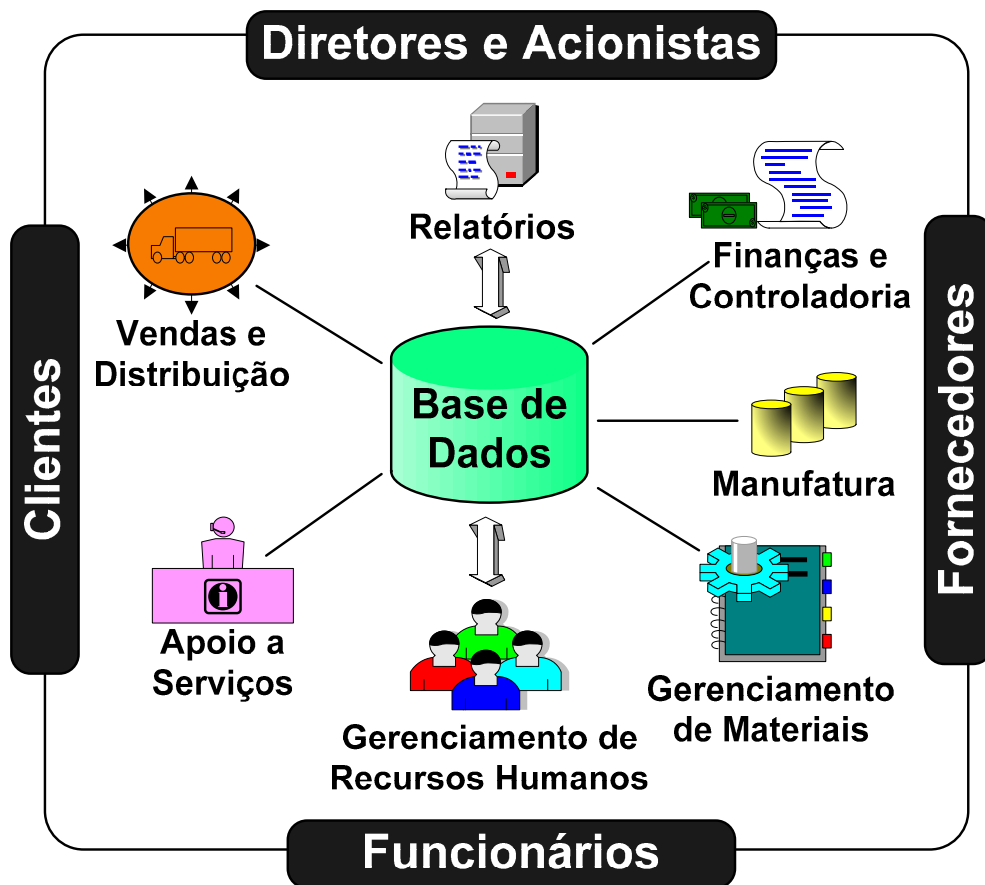 Diretores e Acionistas
Relatórios
Finanças e
Controladoria
Vendas e
Distribuição
Clientes
Base de
Dados
Manufatura
Fornecedores
Apoio a
Serviços
Gerenciamento de
Recursos Humanos
Gerenciamento
de Materiais
Funcionários